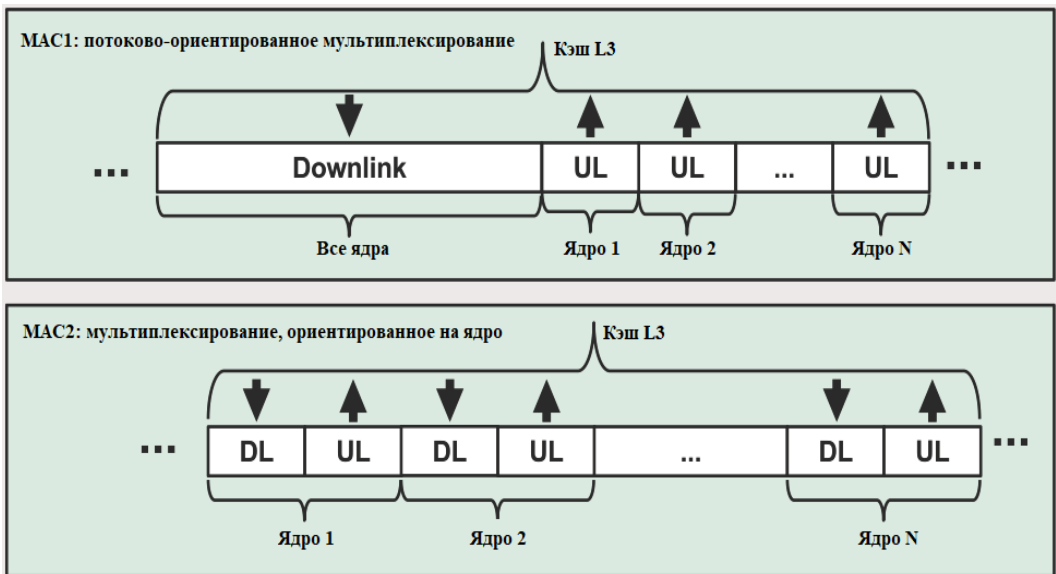 MAC1: потоково-ориентированное мультиплексирование
Кэш L3
... Downlink UL UL ... UL ...
Все ядра Ядро 1 Ядро 2 Ядро N
MAC2: мультиплексирование, ориентированное на ядро
Кэш L3
... DL UL DL UL ... DL UL ...
Ядро 1 Ядро 2 Ядро N